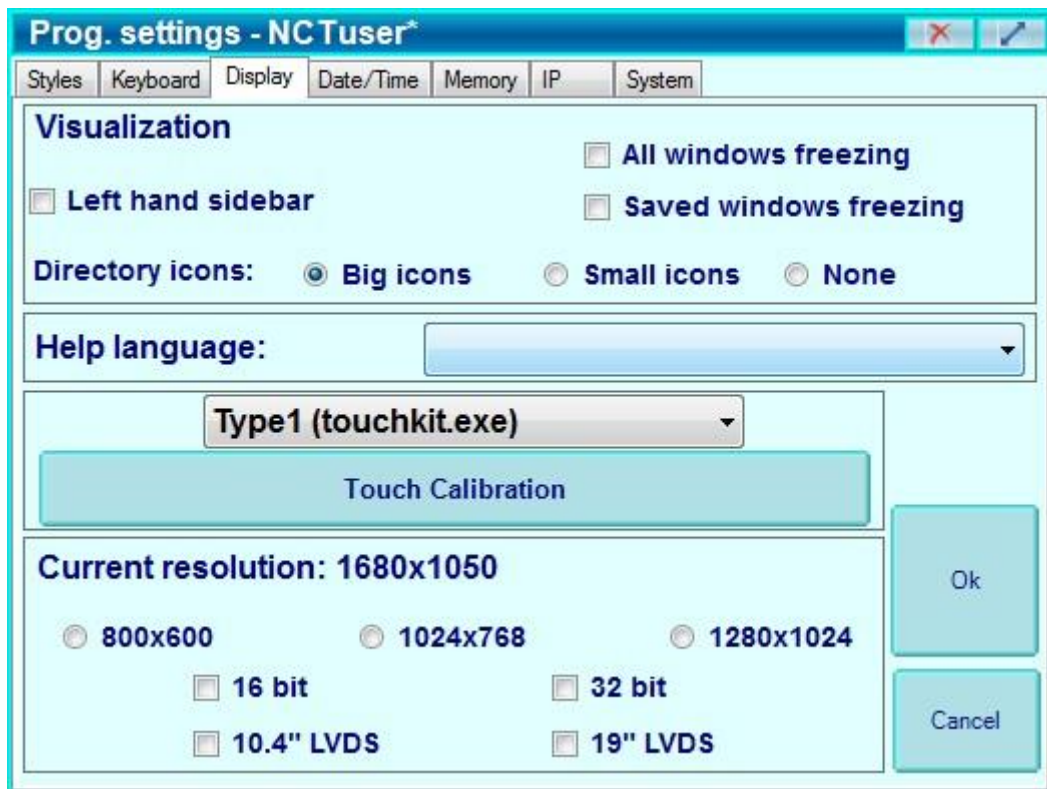 Prog. settings - NCTuser*
Styles Keyboard Display Date/Time Memory IP System
Visualization
All windows freezing
Left hand sidebar
Saved windows freezing
Directory icons: Big icons Small icons None
Help language:
Type1 (touchkit.exe)
Touch Calibration
Current resolution: 1680x1050
Ok
800x600 1024x768 1280x1024
16 bit 32 bit
Cancel
10.4" LVDS 19" LVDS